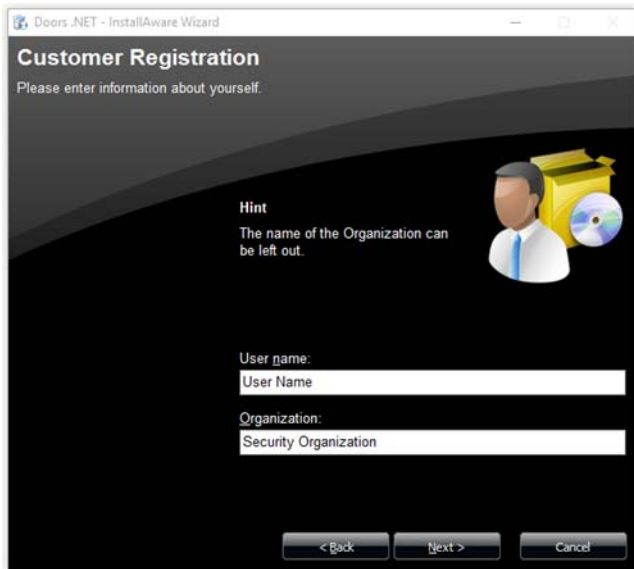 Doors .NET - InstallAware Wizard
Customer Registration
Please enter information about yourself.
Hint
The name of the Organization can
be left out.
User name:
User Name
Organization:
Security Organization
< Back
Next >
Cancel